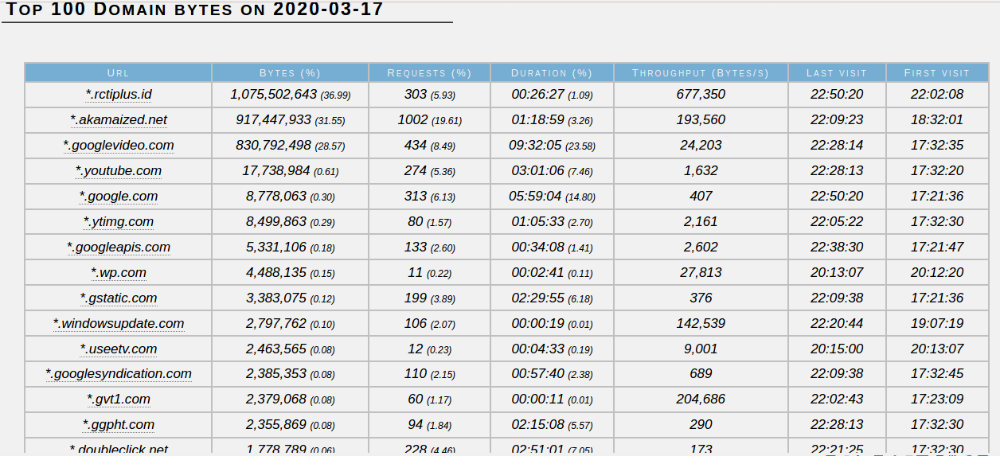 Top 100 Domain bytes on 2020-03-17
Url Bytes (%) Requests (%) Duration (%) Throughput (Bytes/s) Last visit First visit
*.rctiplus.id 1,075,502,643 (36.99) 303 (5.93) 00:26:27 (1.09) 677,350 22:50:20 22:02:08
*.akamaized.net 917,447,933 (31.55) 1002 (19.61) 01:18:59 (3.26) 193,560 22:09:23 18:32:01
*.googlevideo.com 830,792,498 (28.57) 434 (8.49) 09:32:05 (23.58) 24,203 22:28:14 17:32:35
*.youtube.com 17,738,984 (0.61) 274 (5.36) 03:01:06 (7.46) 1,632 22:28:13 17:32:20
*.google.com 8,778,063 (0.30) 313 (6.13) 05:59:04 (14.80) 407 22:50:20 17:21:36
*.ytimg.com 8,499,863 (0.29) 80 (1.57) 01:05:33 (2.70) 2,161 22:05:22 17:32:30
*.googleapis.com 5,331,106 (0.18) 133 (2.60) 00:34:08 (1.41) 2,602 22:38:30 17:21:47
*.wp.com 4,488,135 (0.15) 11 (0.22) 00:02:41 (0.11) 27,813 20:13:07 20:12:20
*.gstatic.com 3,383,075 (0.12) 199 (3.89) 02:29:55 (6.18) 376 22:09:38 17:21:36
*.windowsupdate.com 2,797,762 (0.10) 106 (2.07) 00:00:19 (0.01) 142,539 22:20:44 19:07:19
*.useetv.com 2,463,565 (0.08) 12 (0.23) 00:04:33 (0.19) 9,001 20:15:00 20:13:07
*.googlesyndication.com 2,385,353 (0.08) 110 (2.15) 00:57:40 (2.38) 689 22:09:38 17:32:45
*.gvt1.com 2,379,068 (0.08) 60 (1.17) 00:00:11 (0.01) 204,686 22:02:43 17:23:09
*.ggpht.com 2,355,869 (0.08) 94 (1.84) 02:15:08 (5.57) 290 22:28:13 17:32:30
*.doubleclick.net 1,778,789 (0.06) 228 (4.46) 02:51:01 (7.05) 173 22:21:25 17:32:30